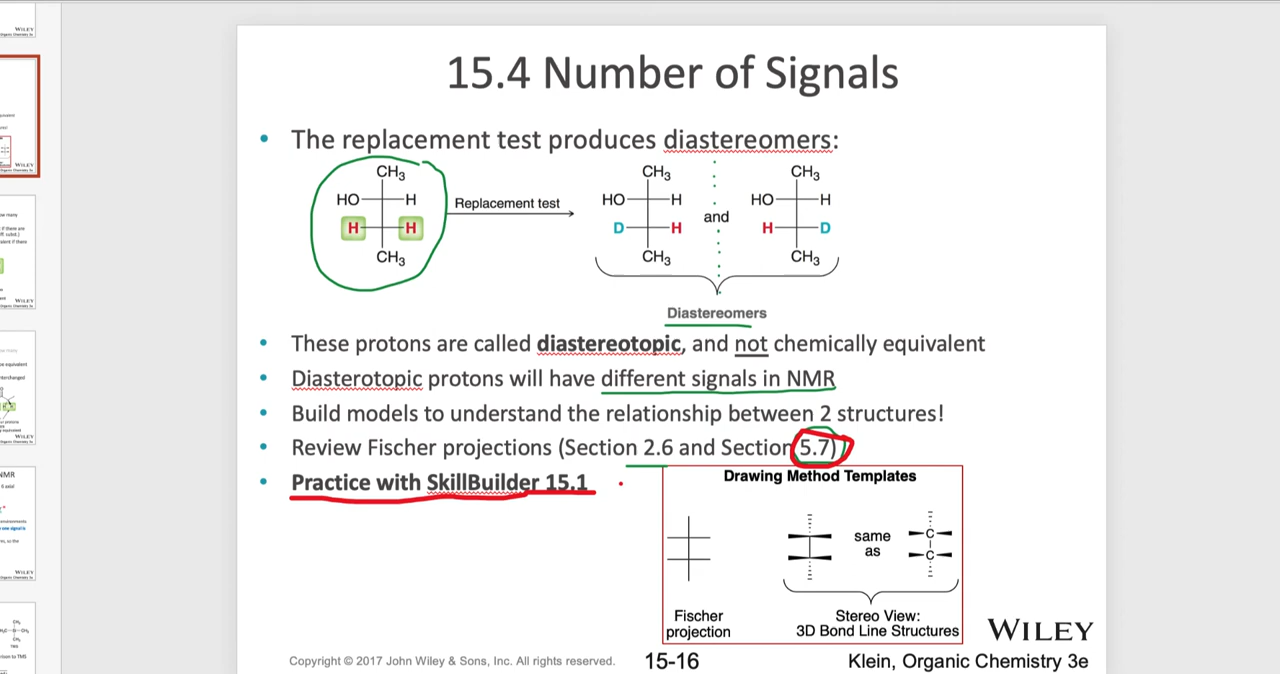 15.4 Number of Signals
• The replacement test produces diastereomers:
CH3 CH3 CH3
HO H Replacement test HO H and HO H
H H D H H D
CH3 CH3 CH3
Diastereomers
• These protons are called diastereotopic, and not chemically equivalent
• Diasterotopic protons will have different signals in NMR
• Build models to understand the relationship between 2 structures!
• Review Fischer projections (Section 2.6 and Section 5.7)
• Practice with SkillBuilder 15.1
Drawing Method Templates
same
as
C
C
Fischer
projection
Stereo View:
3D Bond Line Structures
WILEY
Copyright © 2017 John Wiley & Sons, Inc. All rights reserved.
15-16
Klein, Organic Chemistry 3e